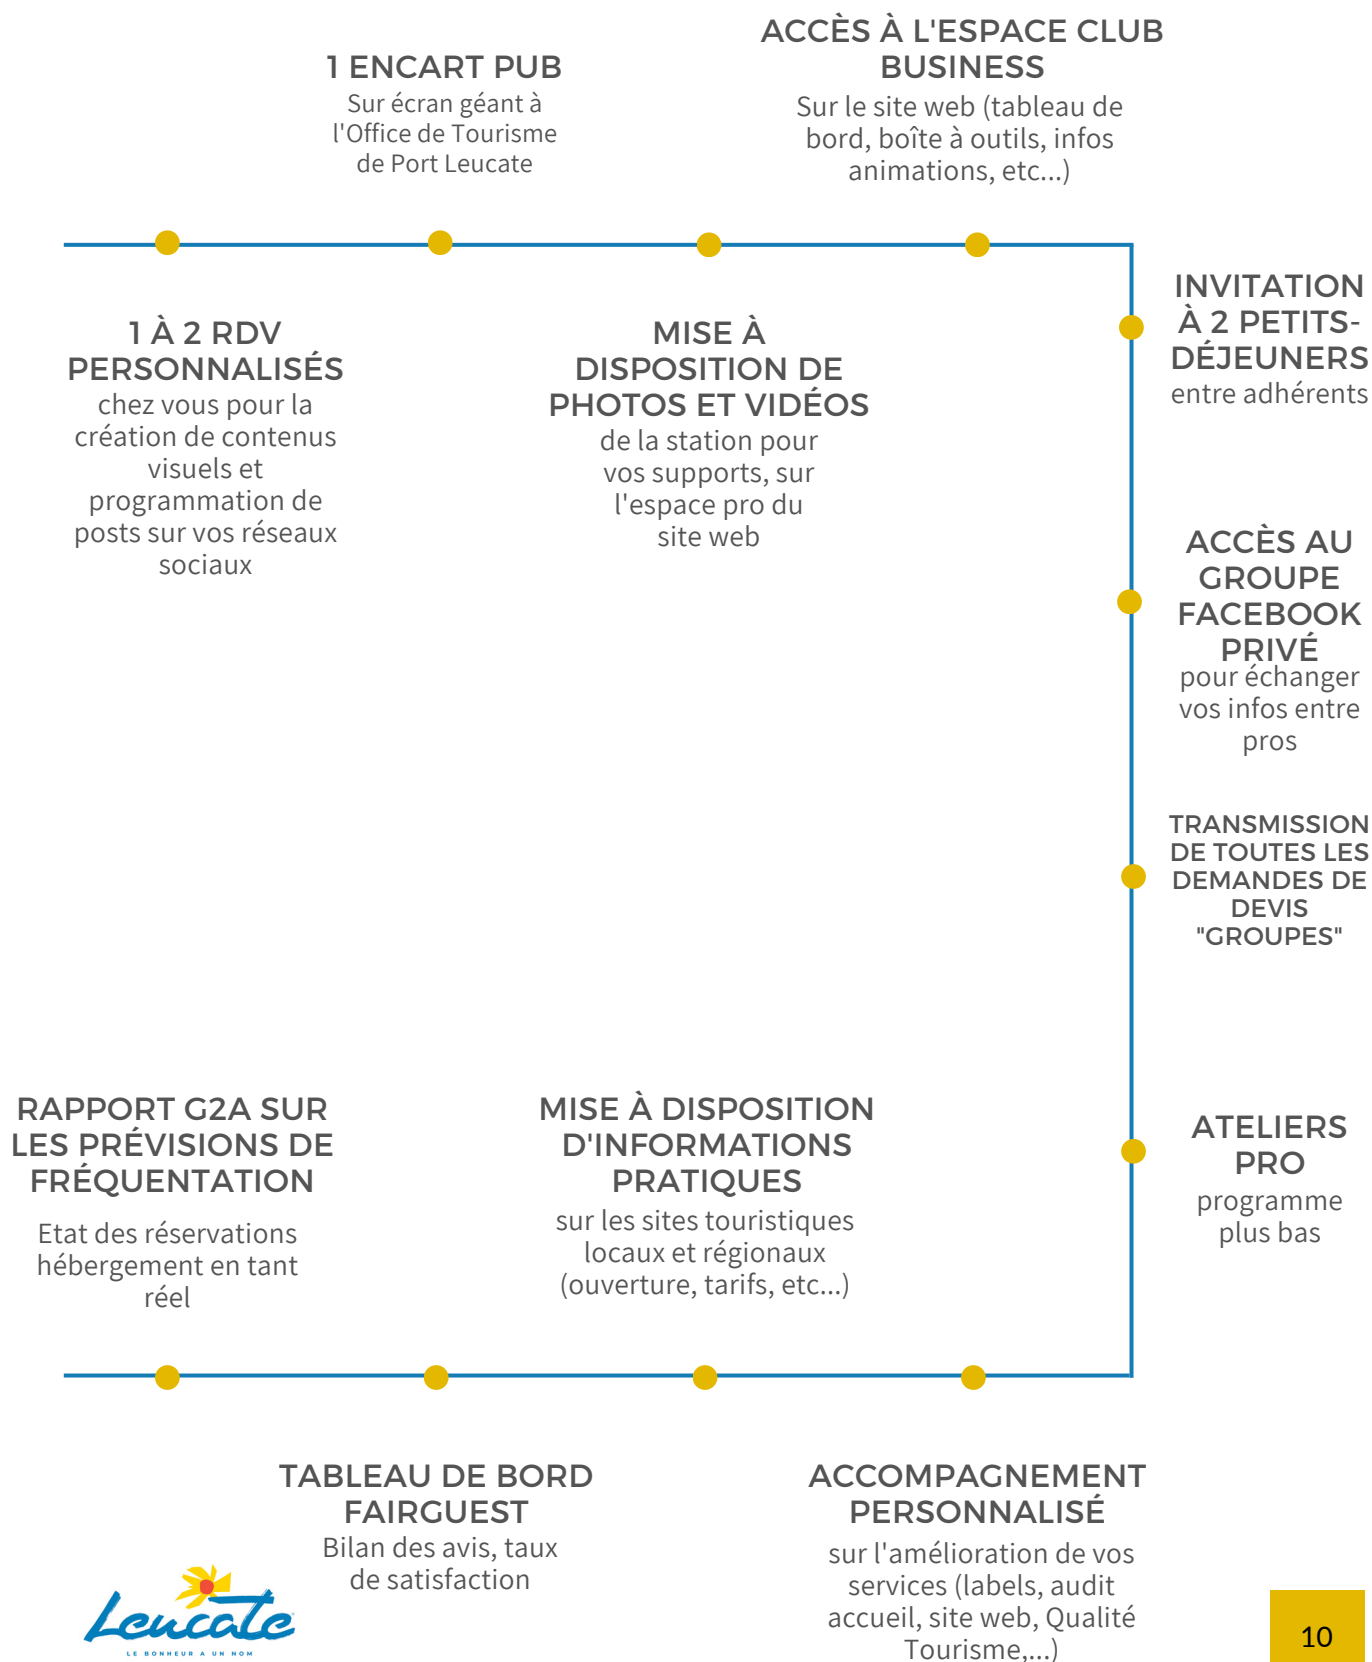 1 ENCART PUB
Sur écran géant à
l'Office de Tourisme
de Port Leucate
ACCÈS À L'ESPACE CLUB
BUSINESS
Sur le site web (tableau de
bord, boîte à outils, infos
animations, etc...)
1 À 2 RDV
PERSONNALISÉS
chez vous pour la
création de contenus
visuels et
programmation de
posts sur vos réseaux
sociaux
MISE À
DISPOSITION DE
PHOTOS ET VIDÉOS
de la station pour
vos supports, sur
l'espace pro du
site web
INVITATION
À 2 PETITS-
DÉJEUNERS
entre adhérents
ACCÈS AU
GROUPE
FACEBOOK
PRIVÉ
pour échanger
vos infos entre
pros
TRANSMISSION
DE TOUTES LES
DEMANDES DE
DEVIS
"GROUPES"
ATELIERS
PRO
programme
plus bas
RAPPORT G2A SUR
LES PRÉVISIONS DE
FRÉQUENTATION
Etat des réservations
hébergement en tant
réel
MISE À DISPOSITION
D'INFORMATIONS
PRATIQUES
sur les sites touristiques
locaux et régionaux
(ouverture, tarifs, etc...)
TABLEAU DE BORD
FAIRGUEST
Bilan des avis, taux
de satisfaction
ACCOMPAGNEMENT
PERSONNALISÉ
sur l'amélioration de vos
services (labels, audit
accueil, site web, Qualité
Tourisme,...)
Leucate
LE BONHEUR A UN NOM
10